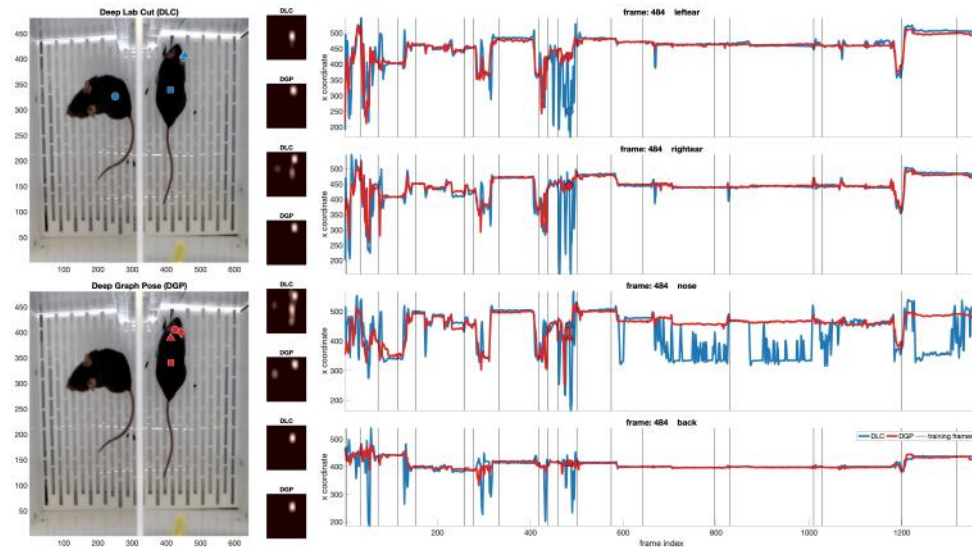 Deep Lab Cut (DLC)
450
400
350
300
250
200
150
100
50
100 200 300 400 500 600
Deep Graph Pose (DGP)
450
400
350
300
250
200
150
100
50
100 200 300 400 500 600
DLC
DGP
DLC
DGP
DLC
DGP
DLC
DGP
frame: 484 leftear
x coordinate
500
450
400
350
300
250
200
frame: 484 rightear
x coordinate
500
450
400
350
300
250
200
frame: 484 nose
x coordinate
500
400
300
200
frame: 484 back
x coordinate
500
400
300
200
DLC DGP training frames
200 400 600 800 1000 1200
frame index